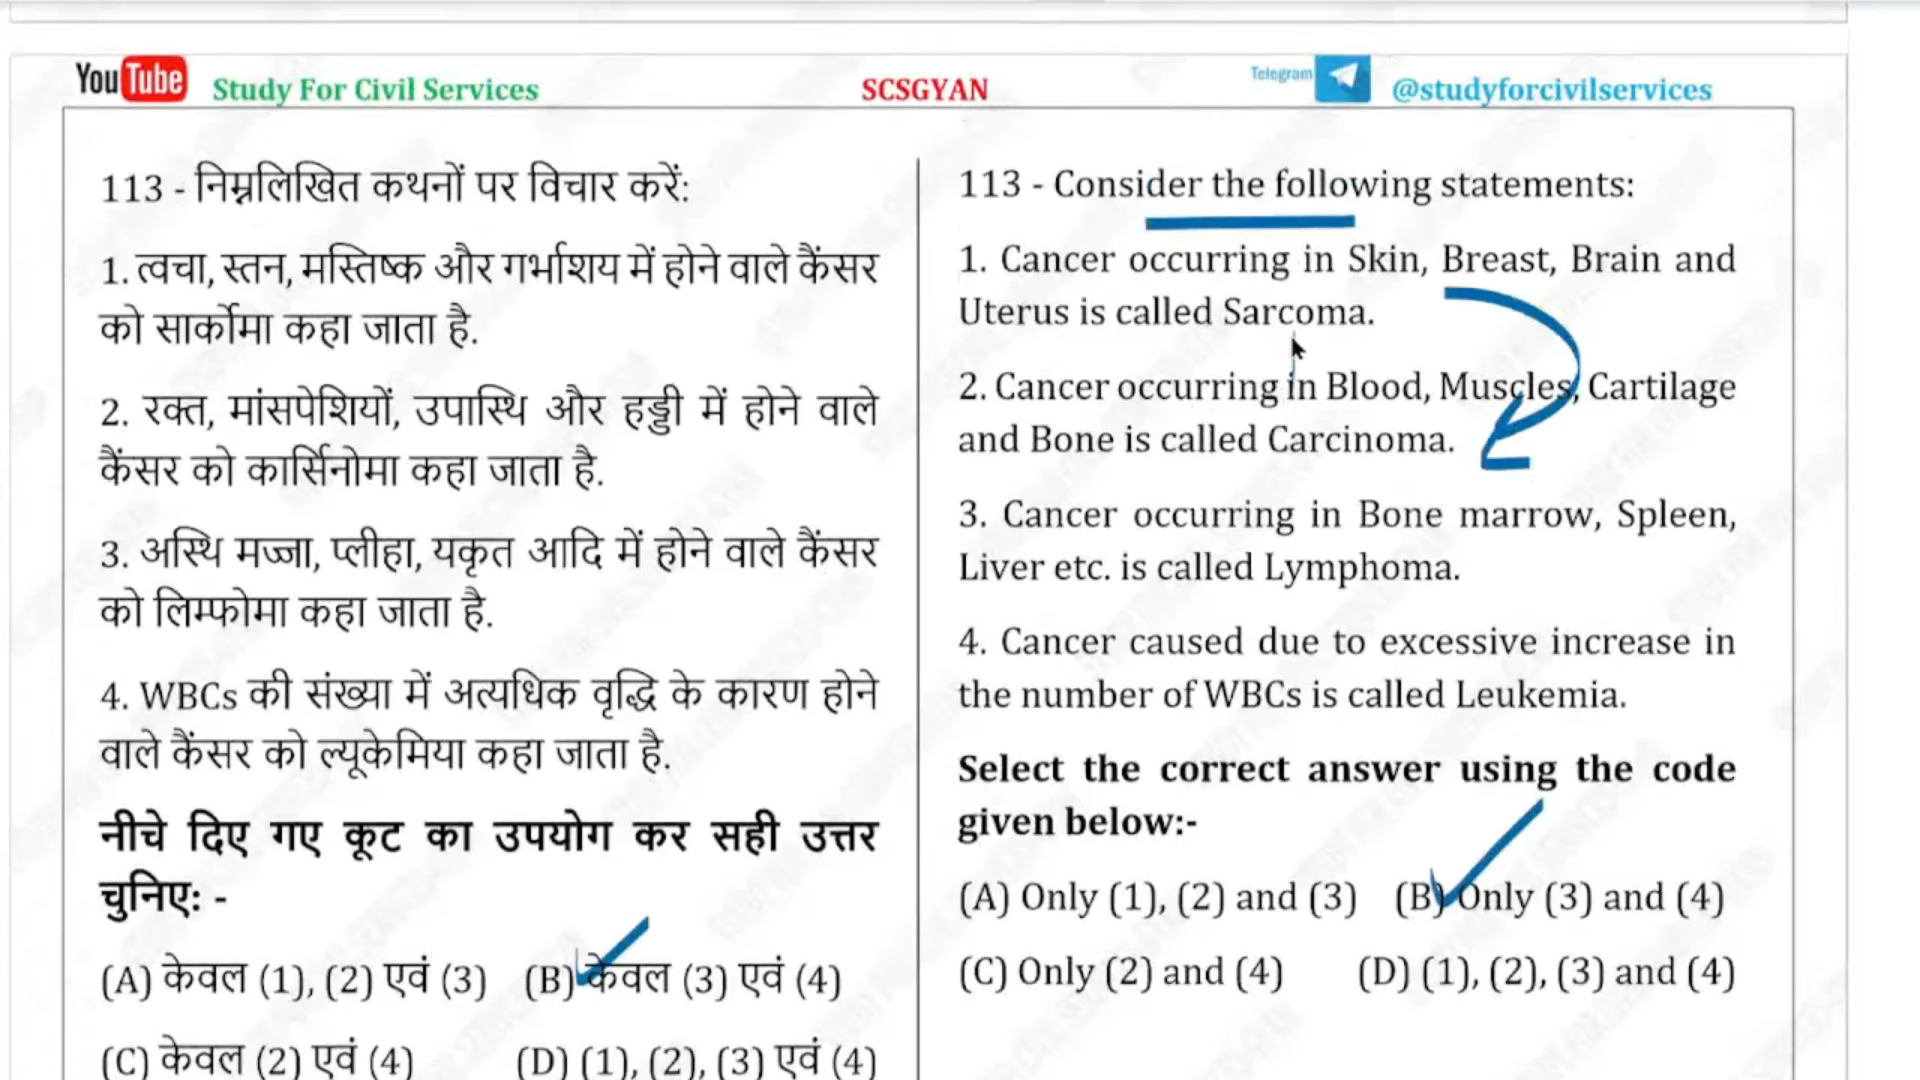 YouTube Study For Civil Services SCSGYAN Telegram @studyforcivilservices
113 - निम्नलिखित कथनों पर विचार करें:
1. त्वचा, स्तन, मस्तिष्क और गर्भाशय में होने वाले कैंसर
को सार्कोमा कहा जाता है.
2. रक्त, मांसपेशियों, उपास्थि और हड्डी में होने वाले
कैंसर को कार्सिनोमा कहा जाता है.
3. अस्थि मज्जा, प्लीहा, यकृत आदि में होने वाले कैंसर
को लिम्फोमा कहा जाता है.
4. WBCs की संख्या में अत्यधिक वृद्धि के कारण होने
वाले कैंसर को ल्यूकेमिया कहा जाता है.
नीचे दिए गए कूट का उपयोग कर सही उत्तर
चुनिए: -
(A) केवल (1), (2) एवं (3) (B) केवल (3) एवं (4)
(C) केवल (2) एवं (4) (D) (1), (2), (3) एवं (4)
113 - Consider the following statements:
1. Cancer occurring in Skin, Breast, Brain and
Uterus is called Sarcoma.
2. Cancer occurring in Blood, Muscles, Cartilage
and Bone is called Carcinoma.
3. Cancer occurring in Bone marrow, Spleen,
Liver etc. is called Lymphoma.
4. Cancer caused due to excessive increase in
the number of WBCs is called Leukemia.
Select the correct answer using the code
given below:-
(A) Only (1), (2) and (3) (B) Only (3) and (4)
(C) Only (2) and (4) (D) (1), (2), (3) and (4)